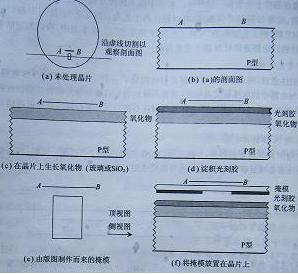 沿虚线切割以
观察剖面图
A B
(a) 未处理晶片
A B
P型
(b) (a)的剖面图
A B
氧化物
P型
(c) 在晶片上生长氧化物 (玻璃或SiO₂)
A B
光刻胶
氧化物
P型
(d) 淀积光刻胶
A B
顶视图
侧视图
(e) 由版图制作而来的掩模
A B
掩模
光刻胶
氧化物
P型
(f) 将掩模放置在晶片上